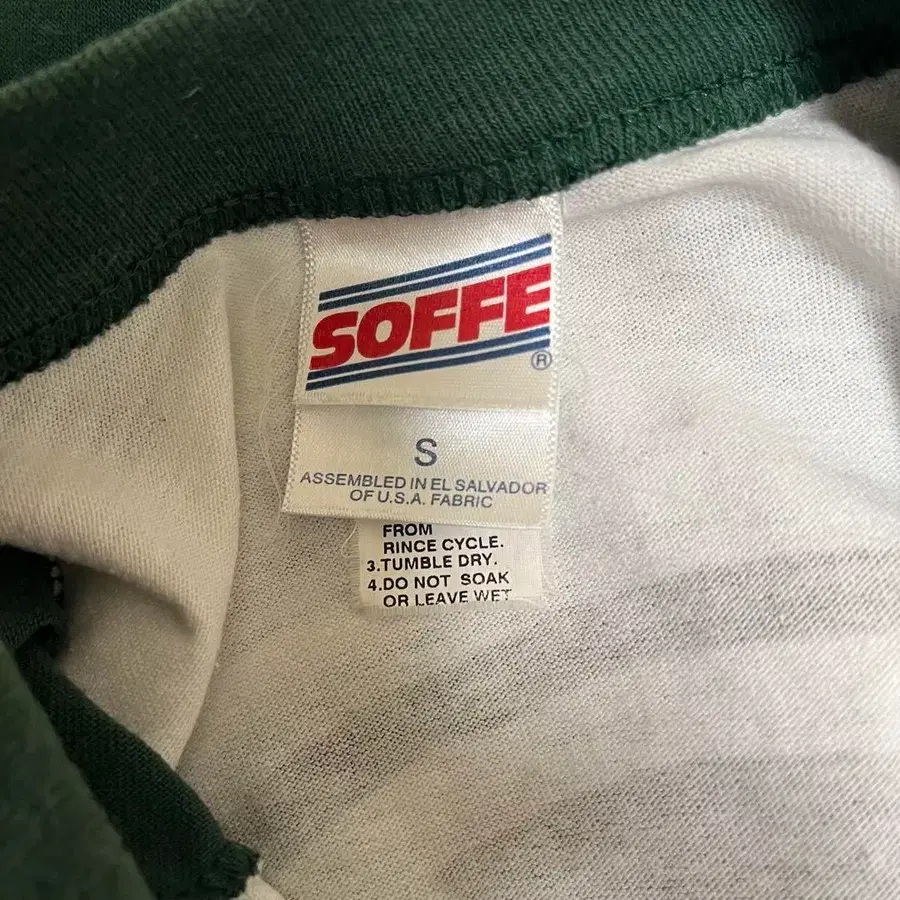 SOFFE
®
S
ASSEMBLED IN EL SALVADOR
OF U.S.A. FABRIC
FROM
RINCE CYCLE.
3.TUMBLE DRY.
4.DO NOT SOAK
OR LEAVE WET